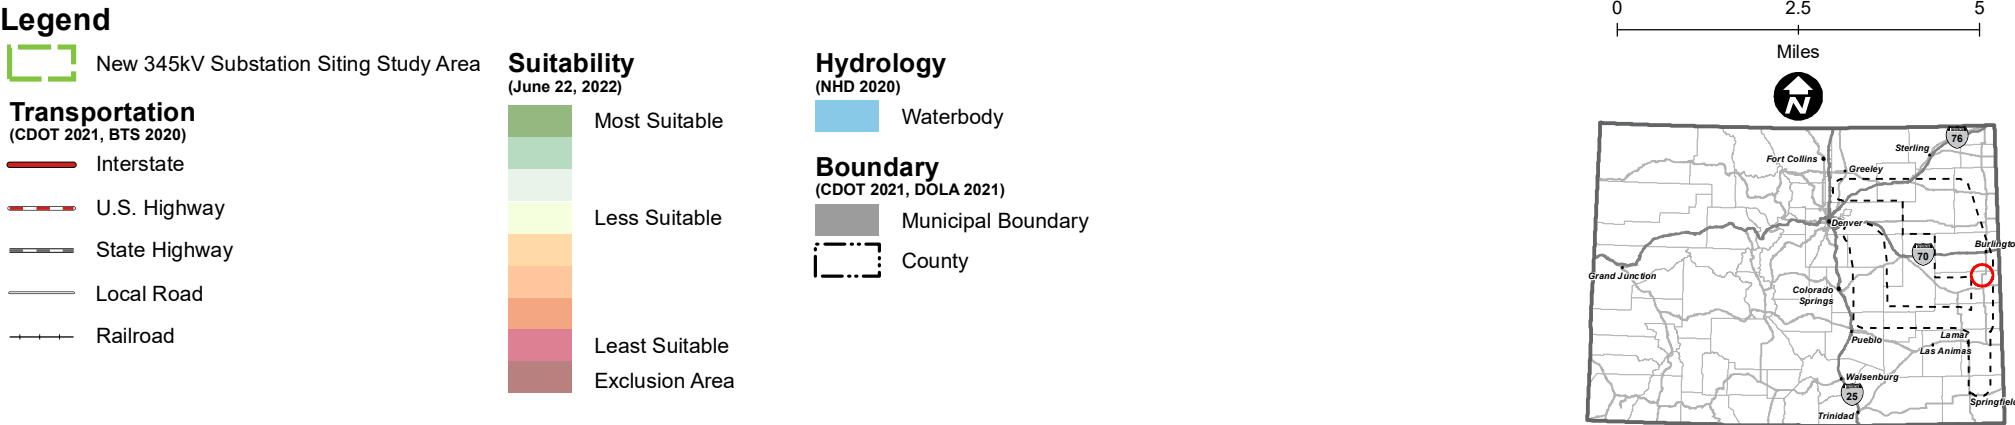 Legend
New 345kV Substation Siting Study Area
Transportation
(CDOT 2021, BTS 2020)
Interstate
U.S. Highway
State Highway
Local Road
Railroad
Suitability
(June 22, 2022)
Most Suitable
Less Suitable
Least Suitable
Exclusion Area
Hydrology
(NHD 2020)
Waterbody
Boundary
(CDOT 2021, DOLA 2021)
Municipal Boundary
County
0 2.5 5
Miles
N
76
Sterling
Fort Collins
Greeley
Denver
Burlingto
70
Grand Junction
Colorado
Springs
Lamar
Pueblo
Las Animas
Walsenburg
25
Springfiel
Trinidad